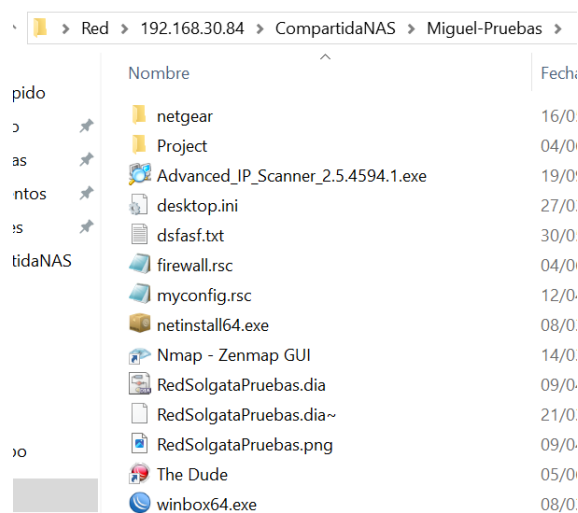 Red > 192.168.30.84 > CompartidaNAS > Miguel-Pruebas >
Nombre Fecha
pido
netgear 16/0
Project 04/0
as
Advanced_IP_Scanner_2.5.4594.1.exe 19/0
entos
desktop.ini 27/0
es
dsfasf.txt 30/0
tidaNAS
firewall.rsc 04/0
myconfig.rsc 12/0
netinstall64.exe 08/0
Nmap - Zenmap GUI 14/0
RedSolgataPruebas.dia 09/0
RedSolgataPruebas.dia~ 21/0
RedSolgataPruebas.png 09/0
The Dude 05/0
winbox64.exe 08/0